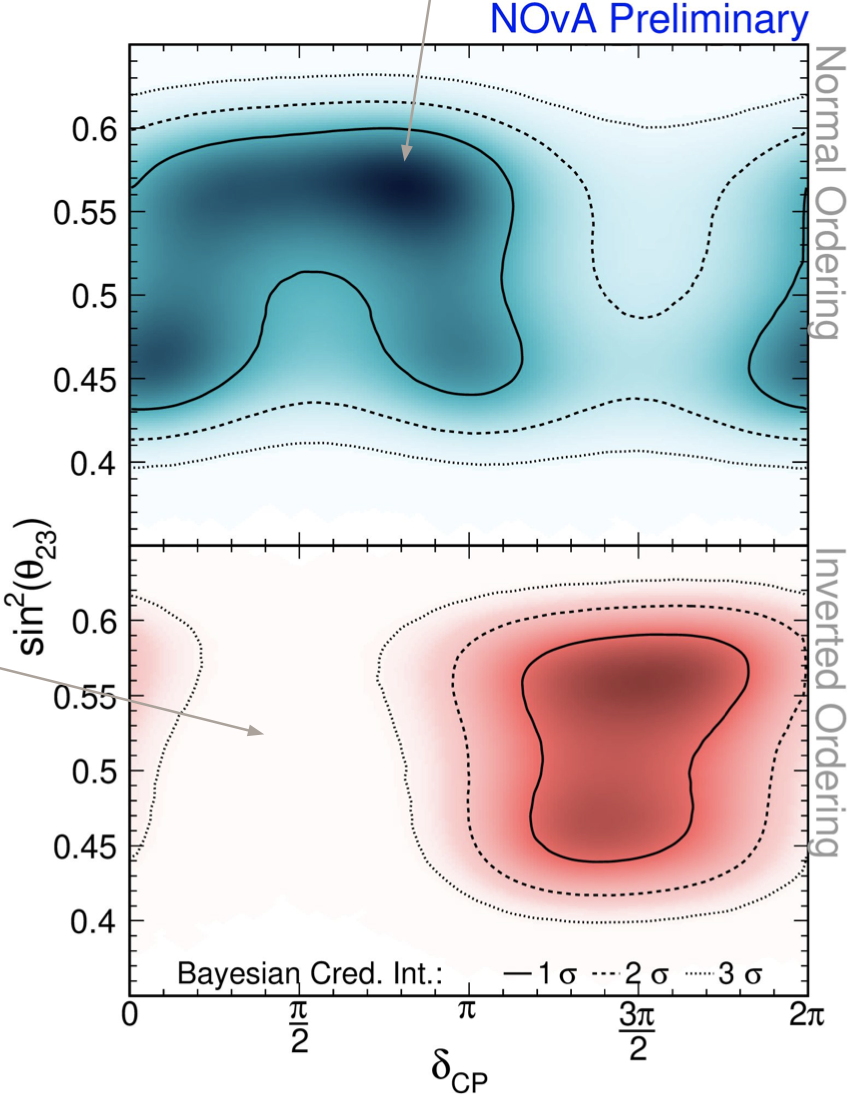 NOvA Preliminary
Normal Ordering
0.6
0.55
0.5
0.45
0.4
sin²(θ₂₃)
Inverted Ordering
0.6
0.55
0.5
0.45
0.4
Bayesian Cred. Int.: 1 σ 2 σ 3 σ
0 π/2 π 3π/2 2π
δCP